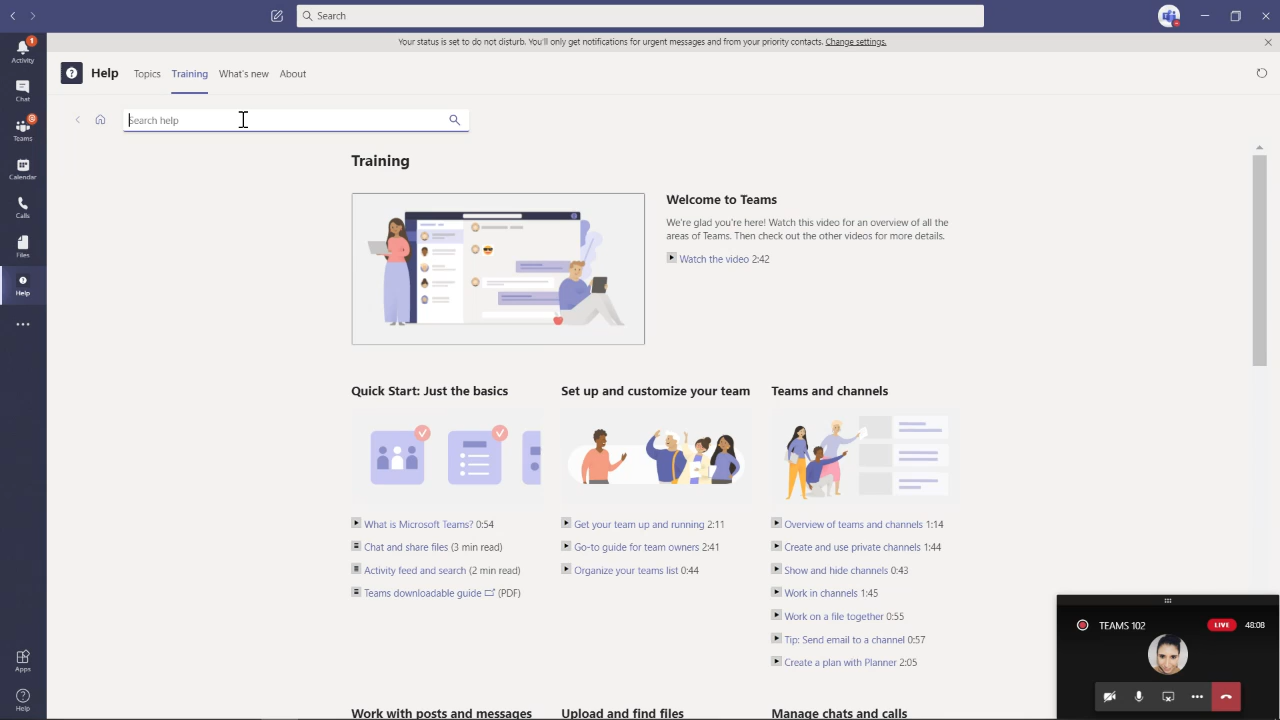 Search
Your status is set to do not disturb. You'll only get notifications for urgent messages and from your priority contacts. Change settings.
Activity
1
Chat
Teams
Calendar
Calls
Files
Help
Apps
Help
Help
Topics
Training
What's new
About
Search help
Training
Welcome to Teams
We're glad you're here! Watch this video for an overview of all the
areas of Teams. Then check out the other videos for more details.
Watch the video 2:42
Quick Start: Just the basics
What is Microsoft Teams? 0:54
Chat and share files (3 min read)
Activity feed and search (2 min read)
Teams downloadable guide (PDF)
Set up and customize your team
Get your team up and running 2:11
Go-to guide for team owners 2:41
Organize your teams list 0:44
Teams and channels
Overview of teams and channels 1:14
Create and use private channels 1:44
Show and hide channels 0:43
Work in channels 1:45
Work on a file together 0:55
Tip: Send email to a channel 0:57
Create a plan with Planner 2:05
Work with posts and messages
Upload and find files
Manage chats and calls
TEAMS 102
LIVE
48:08